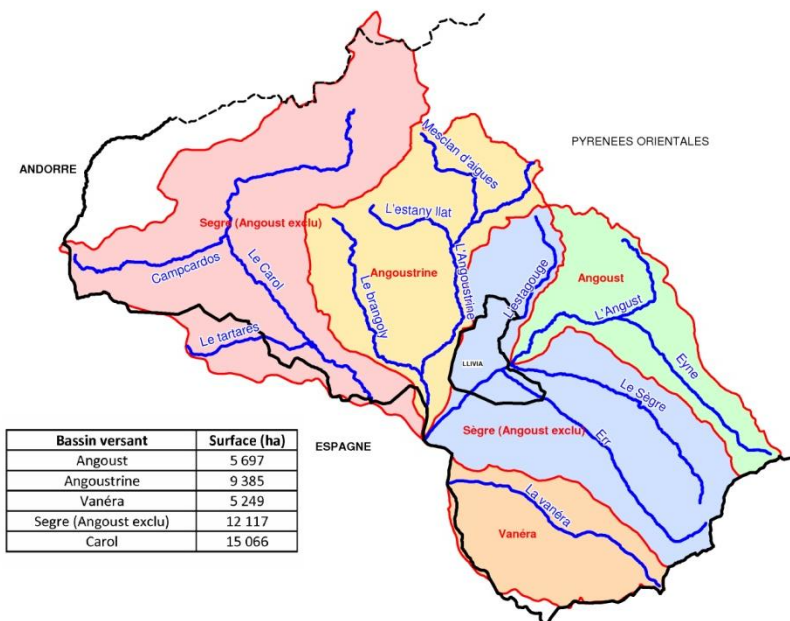 PYRENEES ORIENTALES
ANDORRE
Mesclan d'aigues
L'estany llat
Segre (Angoust exclu)
Campcardos
Le Carol
Angoustrine
L'Angoustrine
Le brangoly
L'estagouge
Angoust
L'Angust
Le tartarès
LLIVIA
Eyne
Le Sègre
ESPAGNE
Sègre (Angoust exclu)
Err
La vanéra
Vanéra
Bassin versant Surface (ha)
Angoust 5 697
Angoustrine 9 385
Vanéra 5 249
Segre (Angoust exclu) 12 117
Carol 15 066